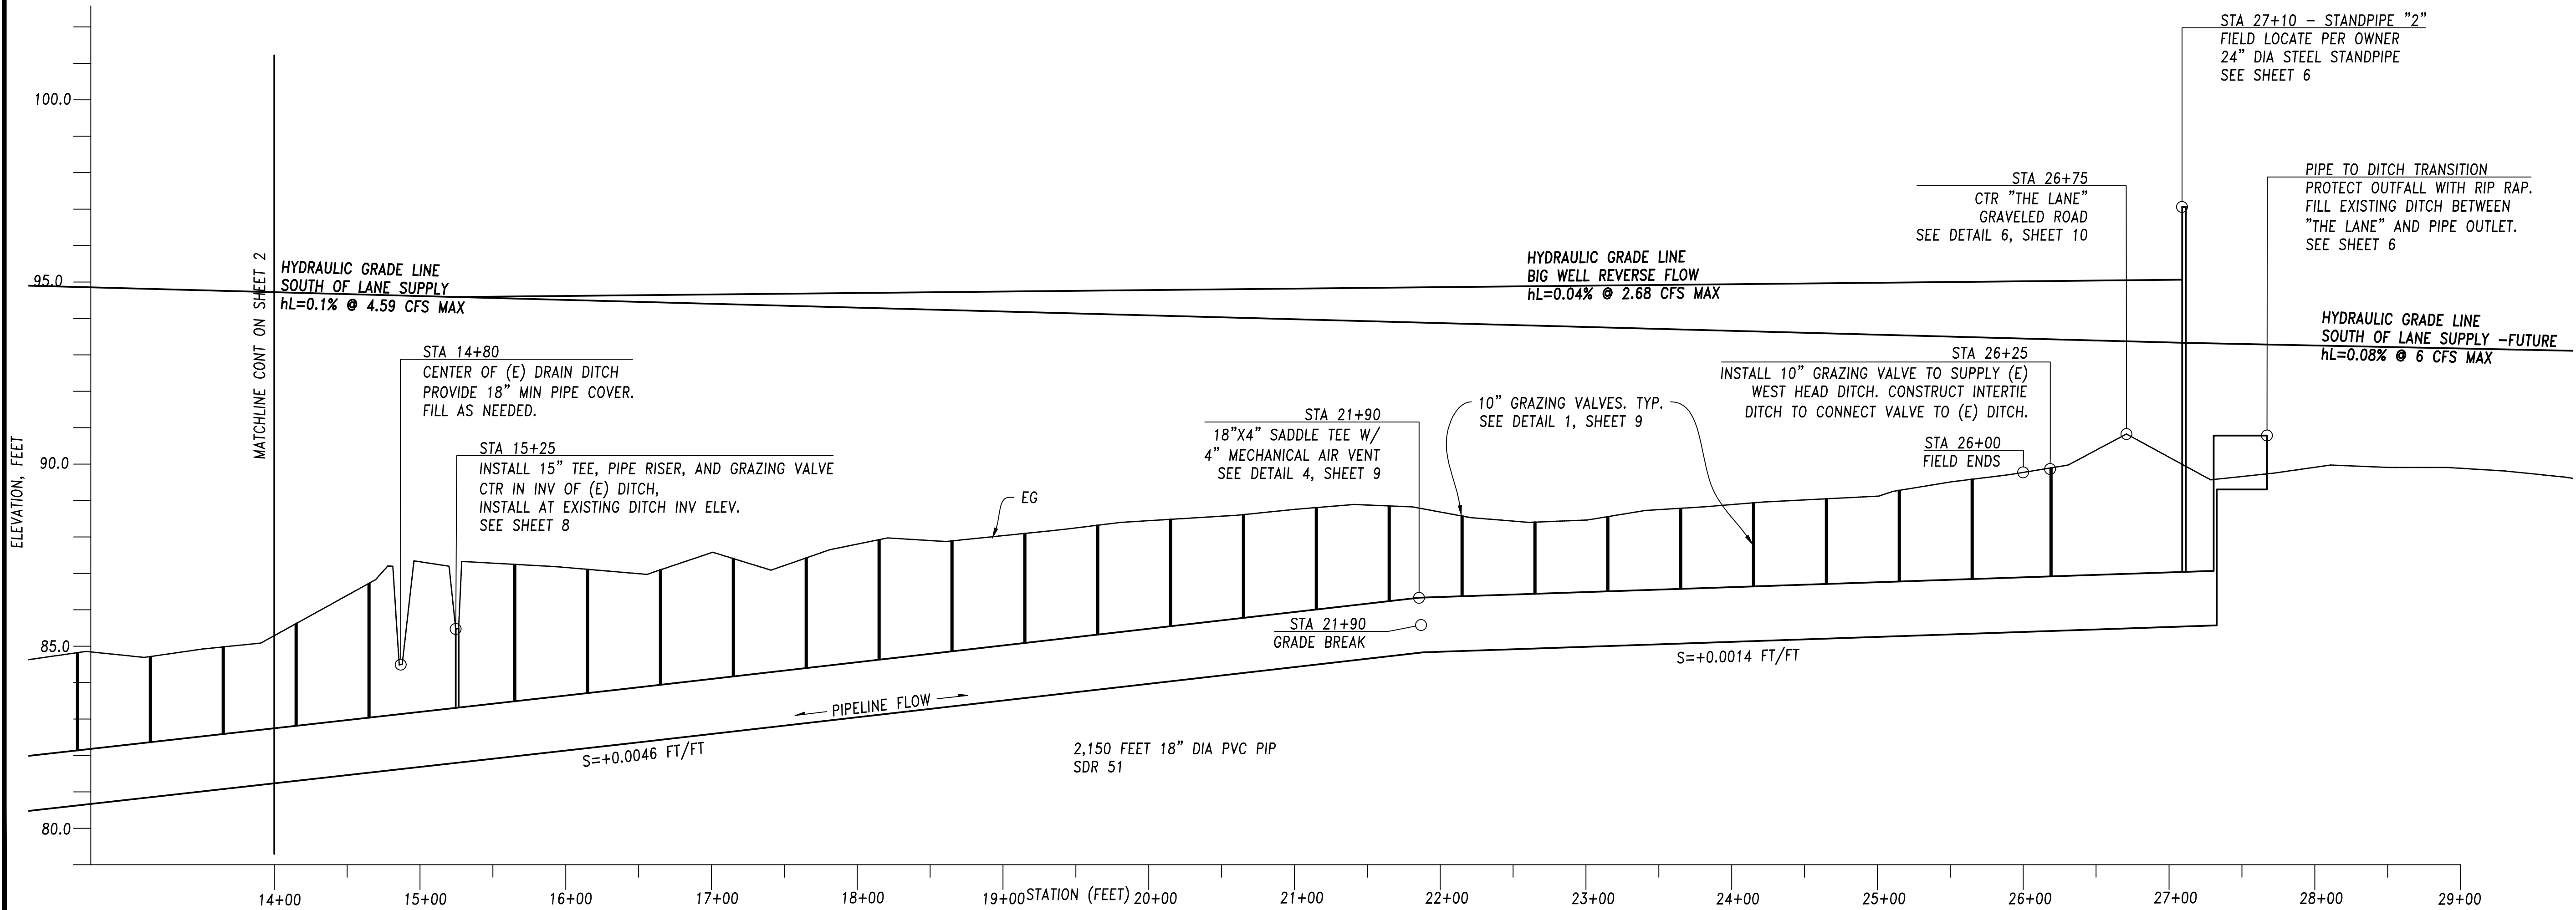 STA 27+10 – STANDPIPE "2"
FIELD LOCATE PER OWNER
24" DIA STEEL STANDPIPE
SEE SHEET 6
PIPE TO DITCH TRANSITION
PROTECT OUTFALL WITH RIP RAP.
FILL EXISTING DITCH BETWEEN
"THE LANE" AND PIPE OUTLET.
SEE SHEET 6
STA 26+75
CTR "THE LANE"
GRAVELED ROAD
SEE DETAIL 6, SHEET 10
HYDRAULIC GRADE LINE
SOUTH OF LANE SUPPLY
hL=0.1% @ 4.59 CFS MAX
HYDRAULIC GRADE LINE
BIG WELL REVERSE FLOW
hL=0.04% @ 2.68 CFS MAX
HYDRAULIC GRADE LINE
SOUTH OF LANE SUPPLY –FUTURE
hL=0.08% @ 6 CFS MAX
MATCHLINE CONT ON SHEET 2
STA 14+80
CENTER OF (E) DRAIN DITCH
PROVIDE 18" MIN PIPE COVER.
FILL AS NEEDED.
STA 15+25
INSTALL 15" TEE, PIPE RISER, AND GRAZING VALVE
CTR IN INV OF (E) DITCH,
INSTALL AT EXISTING DITCH INV ELEV.
SEE SHEET 8
EG
STA 21+90
18"X4" SADDLE TEE W/
4" MECHANICAL AIR VENT
SEE DETAIL 4, SHEET 9
10" GRAZING VALVES. TYP.
SEE DETAIL 1, SHEET 9
STA 26+25
INSTALL 10" GRAZING VALVE TO SUPPLY (E)
WEST HEAD DITCH. CONSTRUCT INTERTIE
DITCH TO CONNECT VALVE TO (E) DITCH.
STA 26+00
FIELD ENDS
STA 21+90
GRADE BREAK
S=+0.0014 FT/FT
PIPELINE FLOW
S=+0.0046 FT/FT
2,150 FEET 18" DIA PVC PIP
SDR 51
ELEVATION, FEET
100.0
95.0
90.0
85.0
80.0
14+00
15+00
16+00
17+00
18+00
19+00
STATION (FEET)
20+00
21+00
22+00
23+00
24+00
25+00
26+00
27+00
28+00
29+00